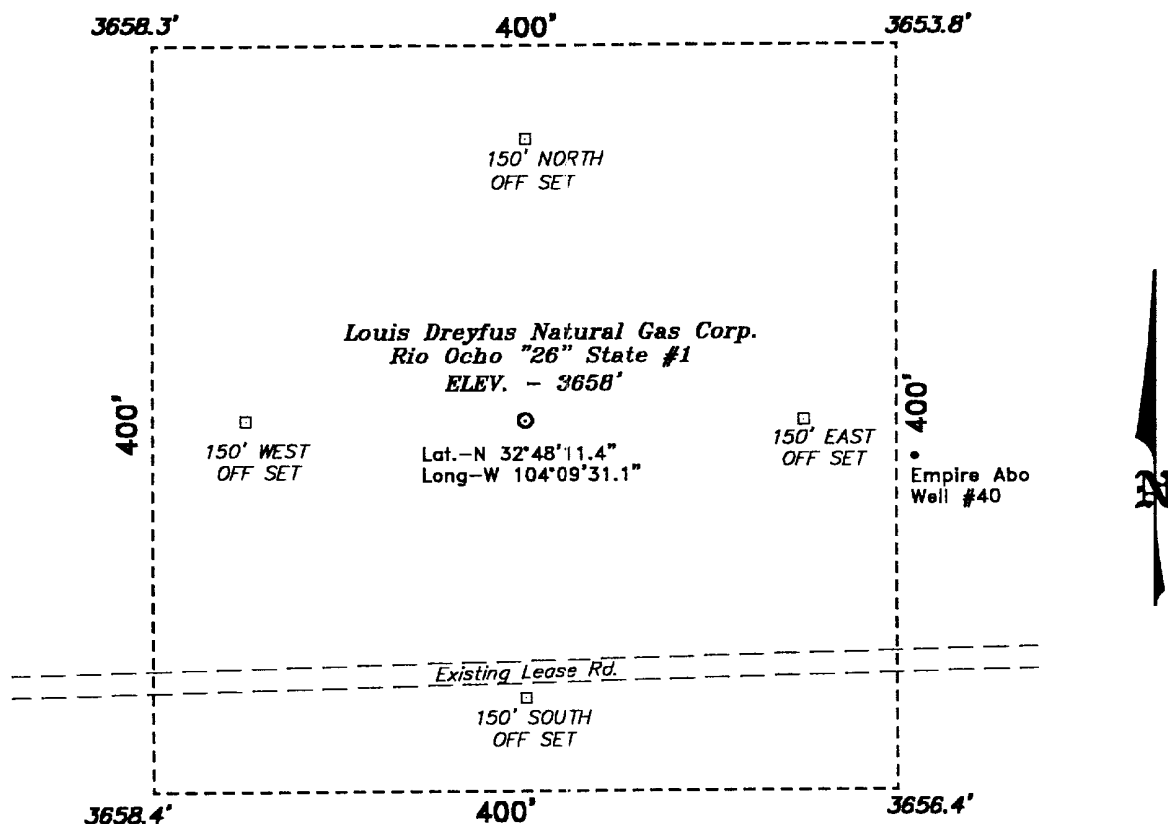 3658.3'
400'
3653.8'
150' NORTH
OFF SET
Louis Dreyfus Natural Gas Corp.
Rio Ocho "26" State #1
ELEV. - 3658'
400'
150' WEST
OFF SET
Lat.-N 32°48'11.4"
Long-W 104°09'31.1"
150' EAST
OFF SET
400'
Empire Abo
Well #40
N
Existing Lease Rd.
150' SOUTH
OFF SET
3658.4'
400'
3656.4'